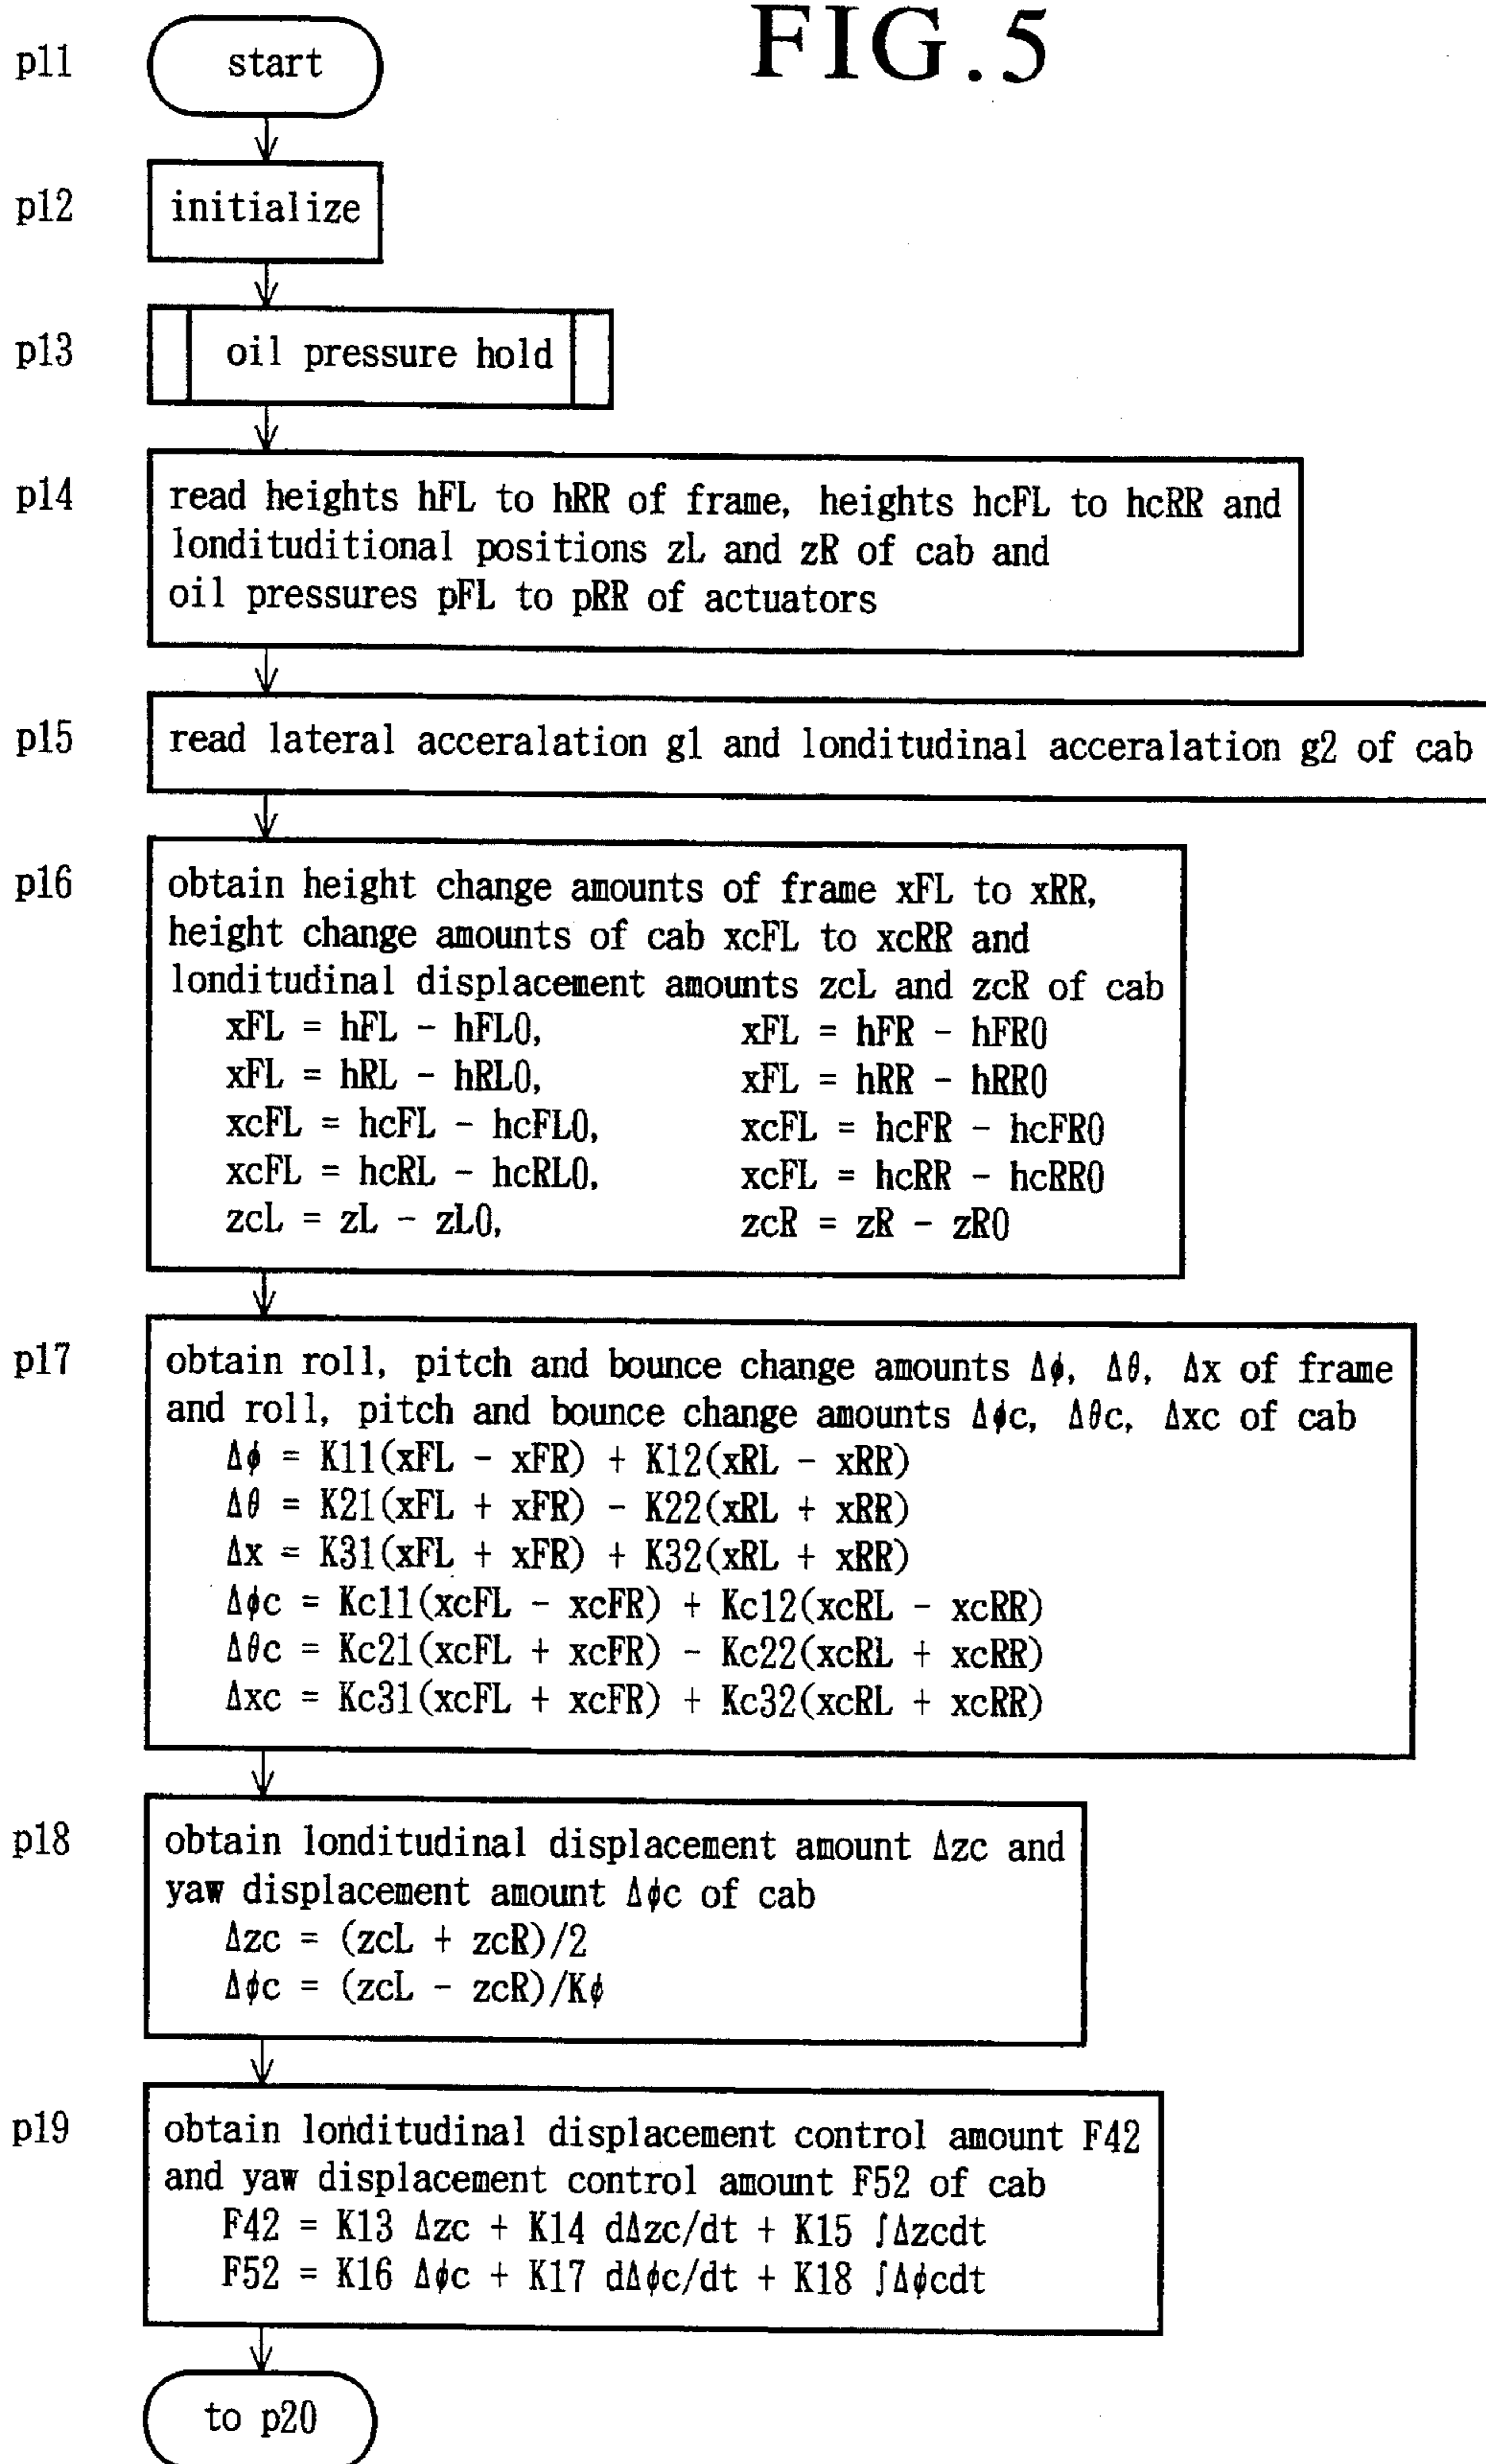 FIG.5
p11 start
p12 initialize
p13 oil pressure hold
p14 read heights hFL to hRR of frame, heights hcFL to hcRR and
londituditional positions zL and zR of cab and
oil pressures pFL to pRR of actuators
p15 read lateral acceralation g1 and londitudinal acceralation g2 of cab
p16 obtain height change amounts of frame xFL to xRR,
height change amounts of cab xcFL to xcRR and
londitudinal displacement amounts zcL and zcR of cab
xFL = hFL - hFL0, xFL = hFR - hFR0
xFL = hRL - hRL0, xFL = hRR - hRR0
xcFL = hcFL - hcFL0, xcFL = hcFR - hcFR0
xcFL = hcRL - hcRL0, xcFL = hcRR - hcRR0
zcL = zL - zL0, zcR = zR - zR0
p17 obtain roll, pitch and bounce change amounts Δϕ, Δθ, Δx of frame
and roll, pitch and bounce change amounts Δϕc, Δθc, Δxc of cab
Δϕ = K11(xFL - xFR) + K12(xRL - xRR)
Δθ = K21(xFL + xFR) - K22(xRL + xRR)
Δx = K31(xFL + xFR) + K32(xRL + xRR)
Δϕc = Kc11(xcFL - xcFR) + Kc12(xcRL - xcRR)
Δθc = Kc21(xcFL + xcFR) - Kc22(xcRL + xcRR)
Δxc = Kc31(xcFL + xcFR) + Kc32(xcRL + xcRR)
p18 obtain londitudinal displacement amount Δzc and
yaw displacement amount Δϕc of cab
Δzc = (zcL + zcR)/2
Δϕc = (zcL - zcR)/Kϕ
p19 obtain londitudinal displacement control amount F42
and yaw displacement control amount F52 of cab
F42 = K13 Δzc + K14 dΔzc/dt + K15 ∫Δzcdt
F52 = K16 Δϕc + K17 dΔϕc/dt + K18 ∫Δϕcdt
to p20